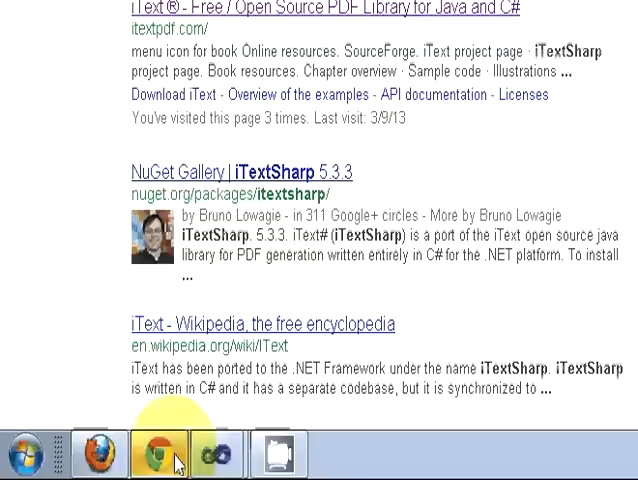 iText ® - Free / Open Source PDF Library for Java and C#
itextpdf.com/
menu icon for book Online resources. SourceForge. iText project page · iTextSharp
project page. Book resources. Chapter overview · Sample code · Illustrations ...
Download iText - Overview of the examples - API documentation - Licenses
You've visited this page 3 times. Last visit: 3/9/13
NuGet Gallery | iTextSharp 5.3.3
nuget.org/packages/itextsharp/
by Bruno Lowagie - in 311 Google+ circles - More by Bruno Lowagie
iTextSharp. 5.3.3. iText# (iTextSharp) is a port of the iText open source java
library for PDF generation written entirely in C# for the .NET platform. To install
...
iText - Wikipedia, the free encyclopedia
en.wikipedia.org/wiki/IText
iText has been ported to the .NET Framework under the name iTextSharp. iTextSharp
is written in C# and it has a separate codebase, but it is synchronized to ...